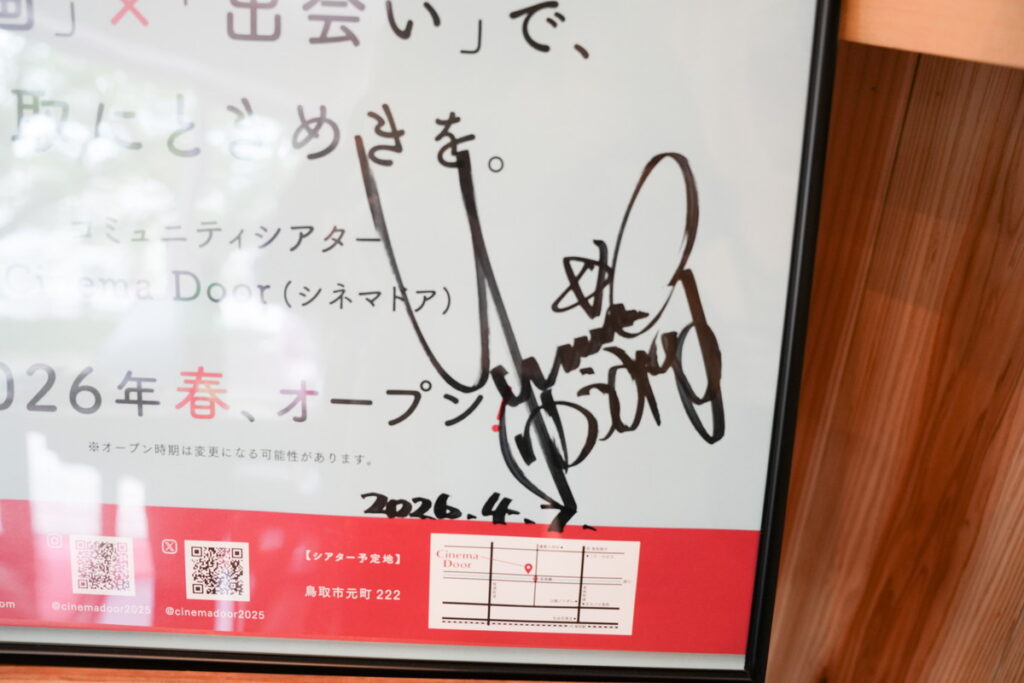 画」×「出会い」で、
取にときめきを。
コミュニティシアター
Cinema Door(シネマドア)
2026年春、オープン!
※オープン時期は変更になる可能性があります。
2026.4.
@cinemadoor2025
@cinemadoor2025
【シアター予定地】
鳥取市元町 222
Cinema
Door